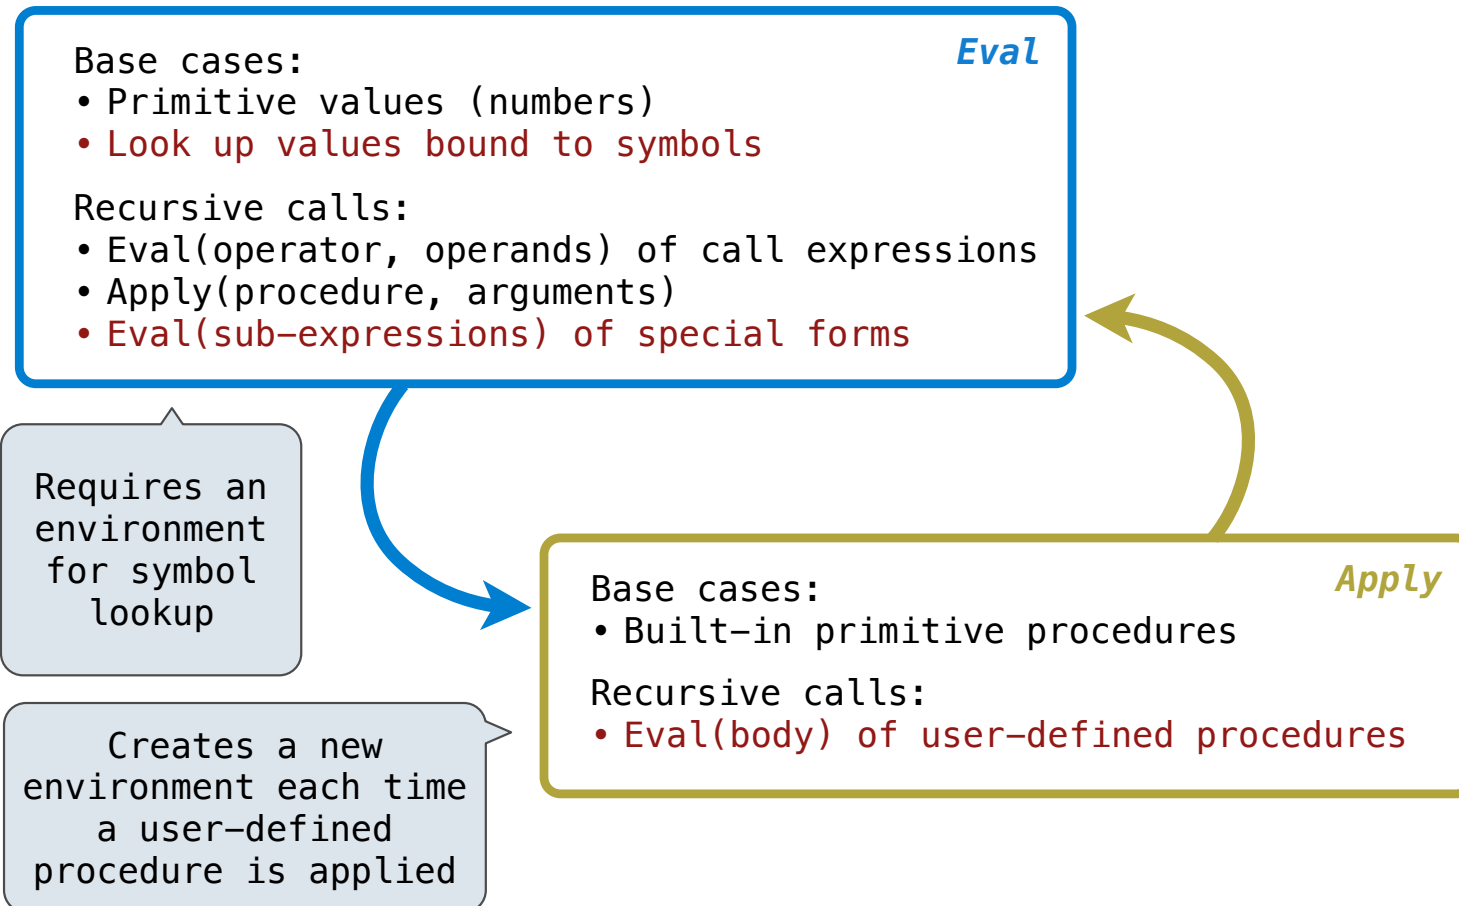 Eval
Base cases:
• Primitive values (numbers)
• Look up values bound to symbols
Recursive calls:
• Eval(operator, operands) of call expressions
• Apply(procedure, arguments)
• Eval(sub-expressions) of special forms
Requires an
environment
for symbol
lookup
Apply
Base cases:
• Built-in primitive procedures
Recursive calls:
• Eval(body) of user-defined procedures
Creates a new
environment each time
a user-defined
procedure is applied